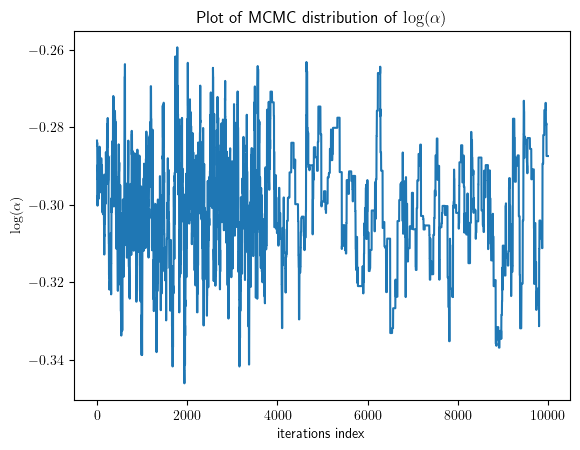 Plot of MCMC distribution of log(α)
−0.26
−0.28
−0.30
−0.32
−0.34
log(α)
0 2000 4000 6000 8000 10000
iterations index